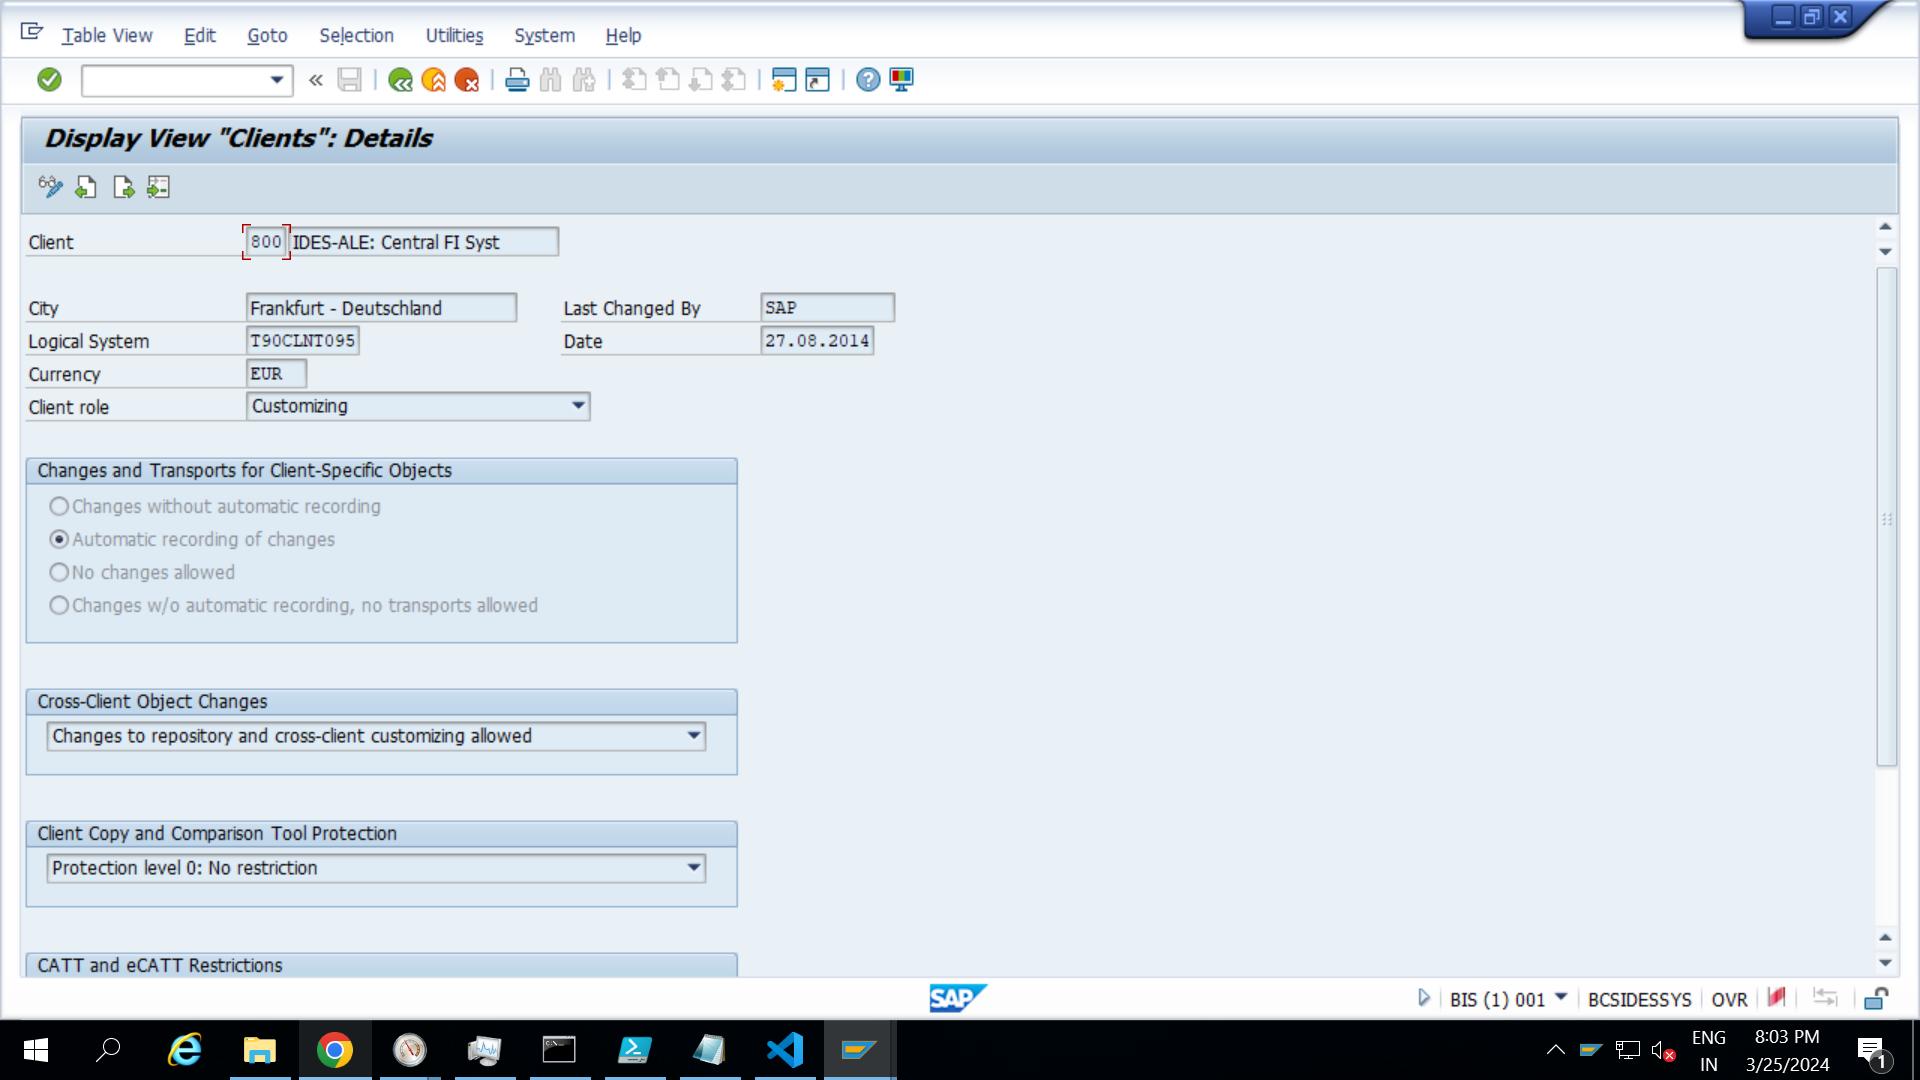 Table View Edit Goto Selection Utilities System Help
Display View "Clients": Details
Client 800 IDES-ALE: Central FI Syst
City Frankfurt - Deutschland Last Changed By SAP
Logical System T90CLNT095 Date 27.08.2014
Currency EUR
Client role Customizing
Changes and Transports for Client-Specific Objects
Changes without automatic recording
Automatic recording of changes
No changes allowed
Changes w/o automatic recording, no transports allowed
Cross-Client Object Changes
Changes to repository and cross-client customizing allowed
Client Copy and Comparison Tool Protection
Protection level 0: No restriction
CATT and eCATT Restrictions
SAP BIS (1) 001 BCSIDESSYS OVR
ENG 8:03 PM
IN 3/25/2024 1